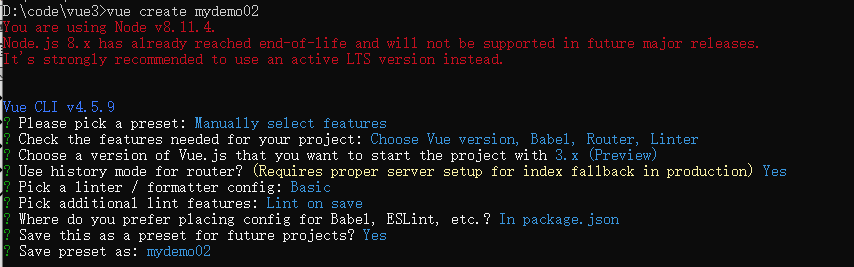 D:\code\vue3>vue create mydemo02
You are using Node v8.11.4.
Node.js 8.x has already reached end-of-life and will not be supported in future major releases.
It's strongly recommended to use an active LTS version instead.
Vue CLI v4.5.9
? Please pick a preset: Manually select features
? Check the features needed for your project: Choose Vue version, Babel, Router, Linter
? Choose a version of Vue.js that you want to start the project with 3.x (Preview)
? Use history mode for router? (Requires proper server setup for index fallback in production) Yes
? Pick a linter / formatter config: Basic
? Pick additional lint features: Lint on save
? Where do you prefer placing config for Babel, ESLint, etc.? In package.json
? Save this as a preset for future projects? Yes
? Save preset as: mydemo02